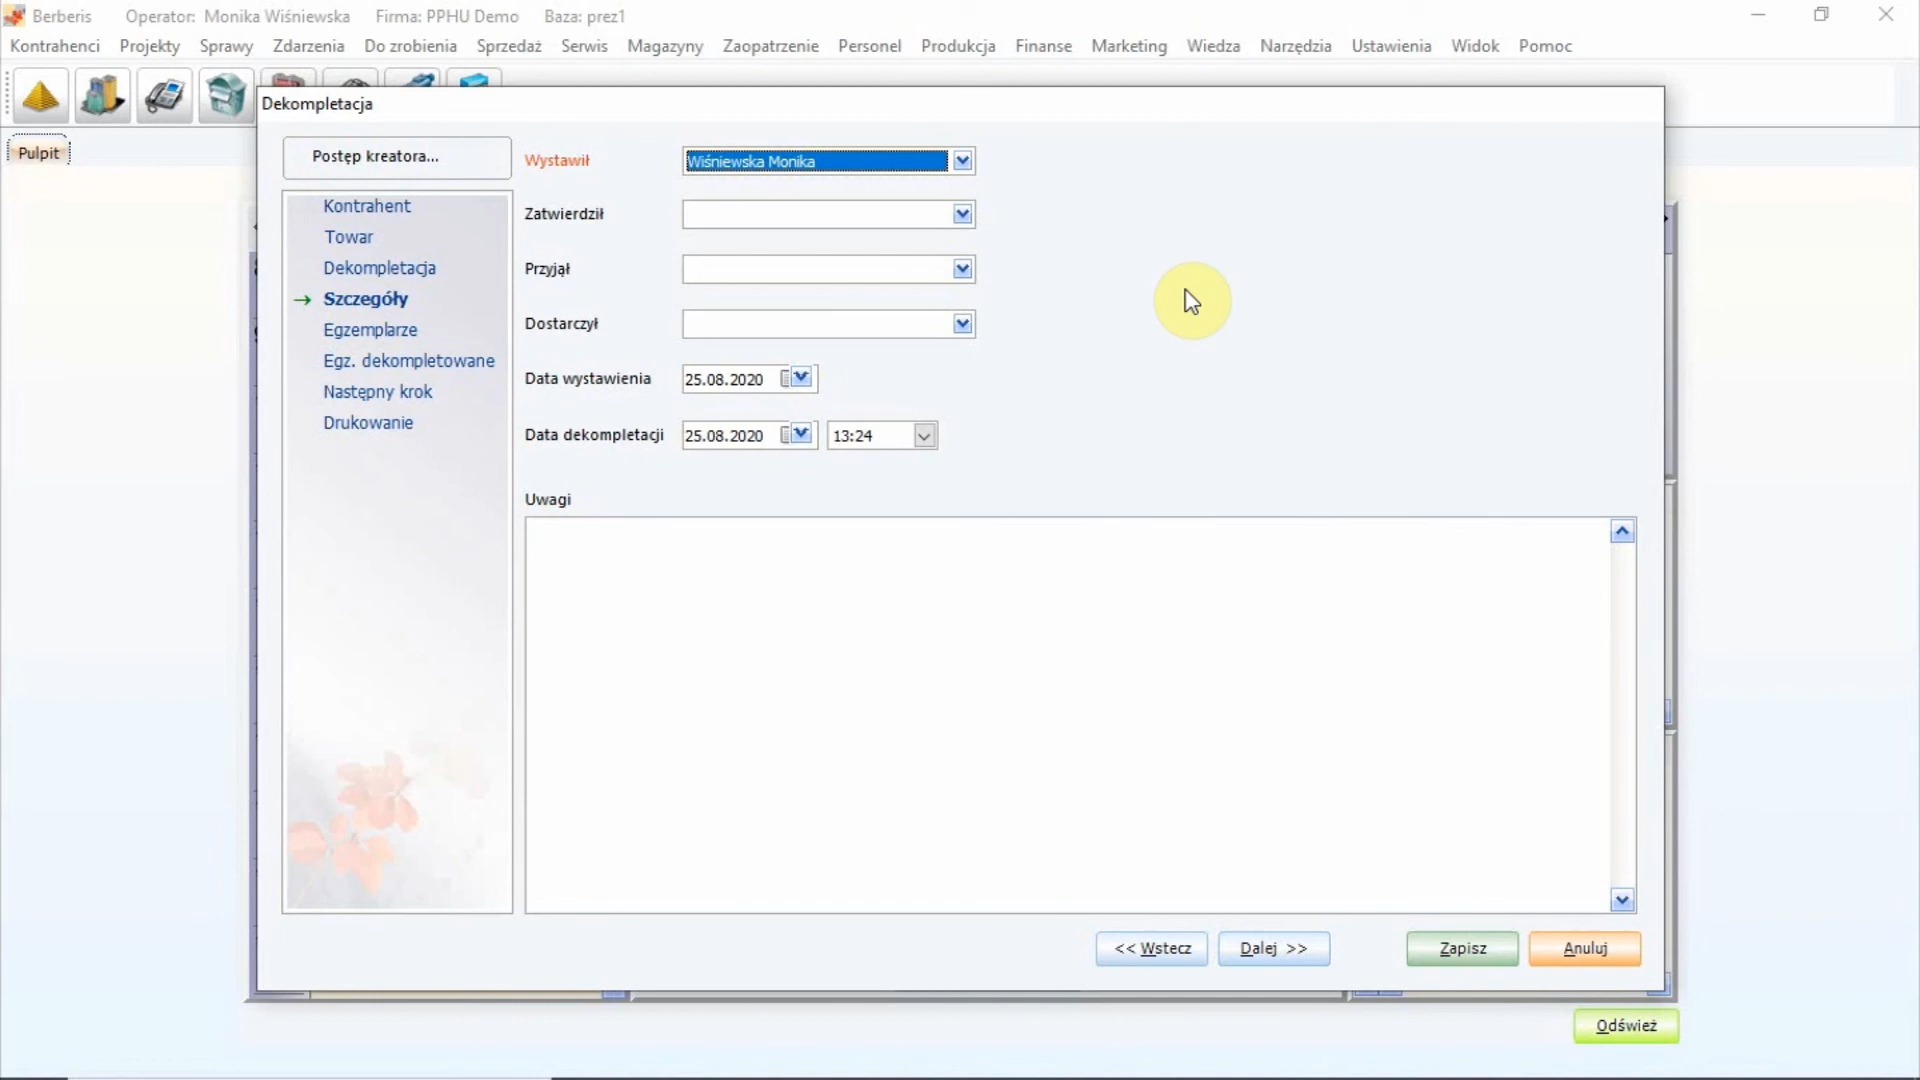 Berberis Operator: Monika Wiśniewska Firma: PPHU Demo Baza: prez1
Kontrahenci Projekty Sprawy Zdarzenia Do zrobienia Sprzedaż Serwis Magazyny Zaopatrzenie Personel Produkcja Finanse Marketing Wiedza Narzędzia Ustawienia Widok Pomoc
Dekompletacja
Pulpit
Postęp kreatora...
Kontrahent
Towar
Dekompletacja
→ Szczegóły
Egzemplarze
Egz. dekompletowane
Następny krok
Drukowanie
Wystawił Wiśniewska Monika
Zatwierdził
Przyjął
Dostarczył
Data wystawienia 25.08.2020
Data dekompletacji 25.08.2020 13:24
Uwagi
<< Wstecz Dalej >> Zapisz Anuluj
Odśwież